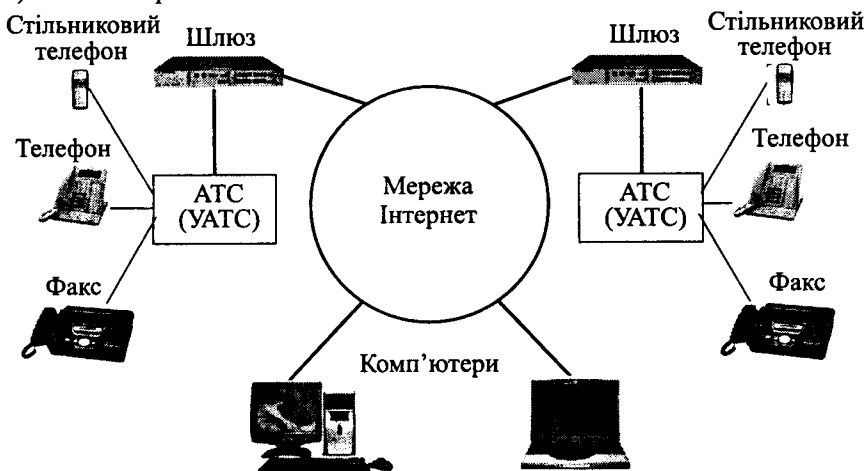 Стільниковий
телефон
Шлюз
Шлюз
Стільниковий
телефон
Телефон
Телефон
АТС
(УАТС)
Мережа
Інтернет
АТС
(УАТС)
Факс
Факс
Комп’ютери